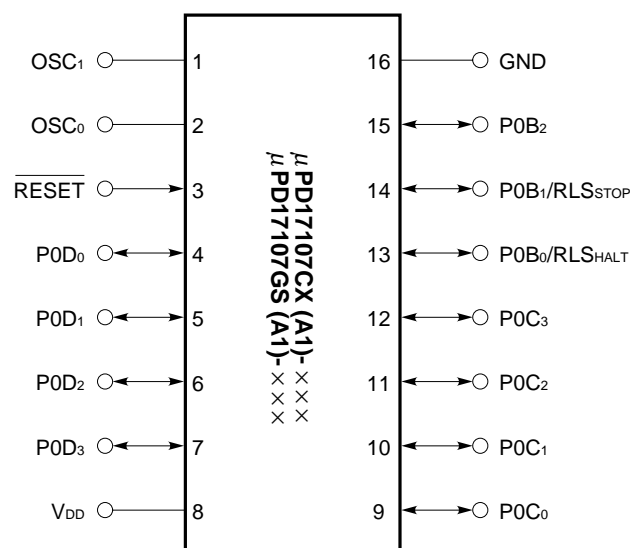 OSC1 1 16 GND
OSC0 2 15 P0B2
RESET 3 14 P0B1/RLSSTOP
P0D0 4 13 P0B0/RLSHALT
P0D1 5 12 P0C3
P0D2 6 11 P0C2
P0D3 7 10 P0C1
VDD 8 9 P0C0
µPD17107CX (A1)-×××
µPD17107GS (A1)-×××